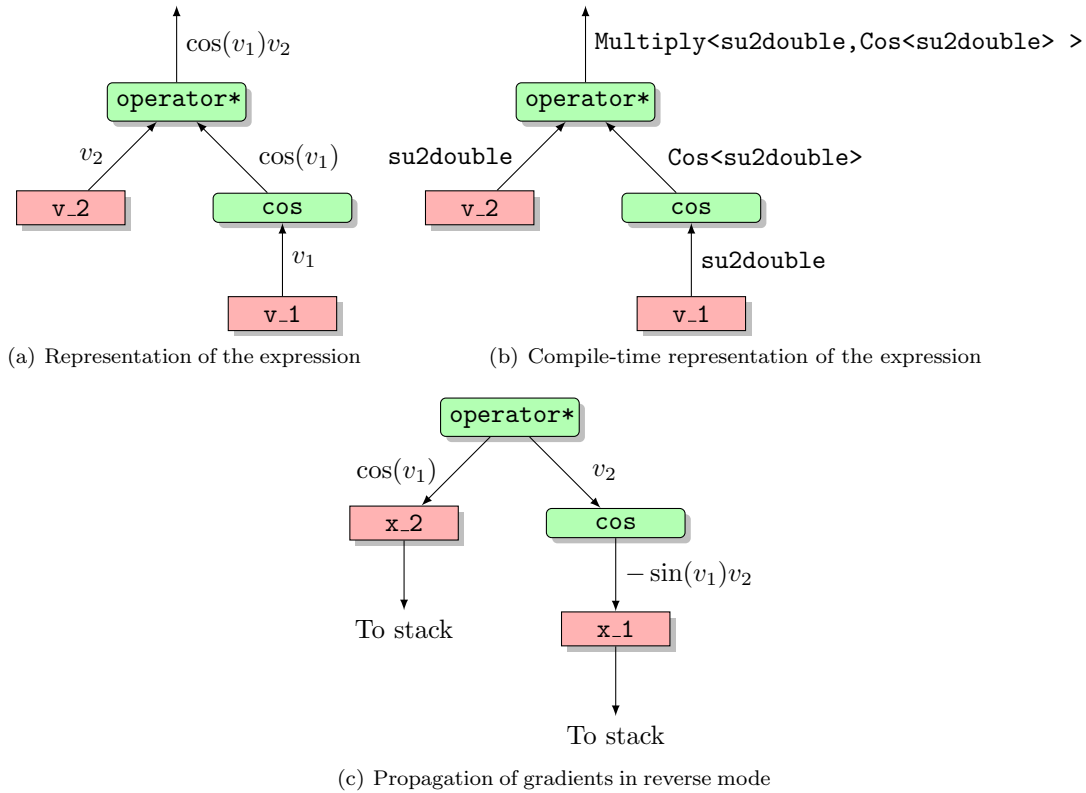 cos(v₁)v₂
operator*
v₂
cos(v₁)
v_2
cos
v₁
v_1
(a) Representation of the expression
Multiply<su2double,Cos<su2double> >
operator*
su2double
Cos<su2double>
v_2
cos
su2double
v_1
(b) Compile-time representation of the expression
operator*
cos(v₁)
v₂
x_2
cos
− sin(v₁)v₂
To stack
x_1
To stack
(c) Propagation of gradients in reverse mode